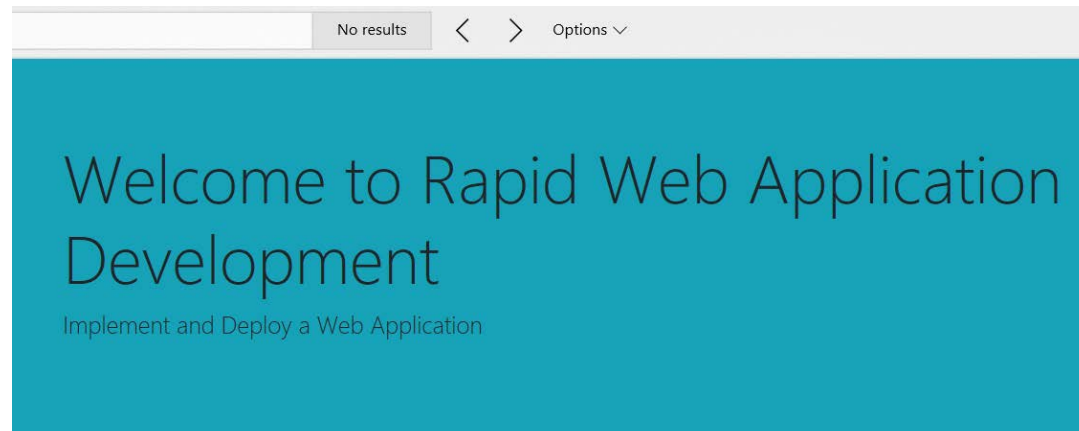 No results Options
Welcome to Rapid Web Application
Development
Implement and Deploy a Web Application